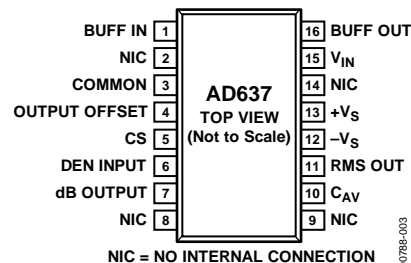 BUFF IN 1
NIC 2
COMMON 3
OUTPUT OFFSET 4
CS 5
DEN INPUT 6
dB OUTPUT 7
NIC 8
AD637
TOP VIEW
(Not to Scale)
16 BUFF OUT
15 VIN
14 NIC
13 +VS
12 –VS
11 RMS OUT
10 CAV
9 NIC
NIC = NO INTERNAL CONNECTION
0788-003